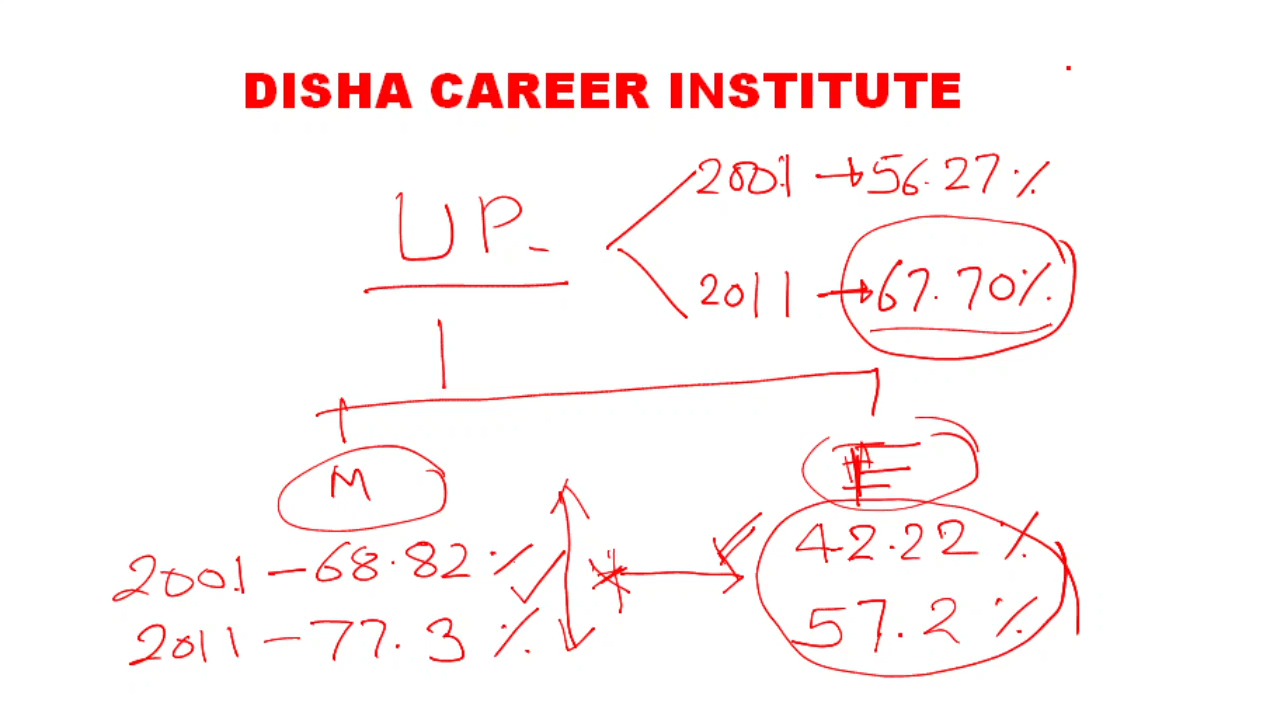 DISHA CAREER INSTITUTE
2001 → 56.27%
UP
2011 → 67.70%
M F
2001 - 68.82% 42.22%
2011 - 77.3% 57.2%